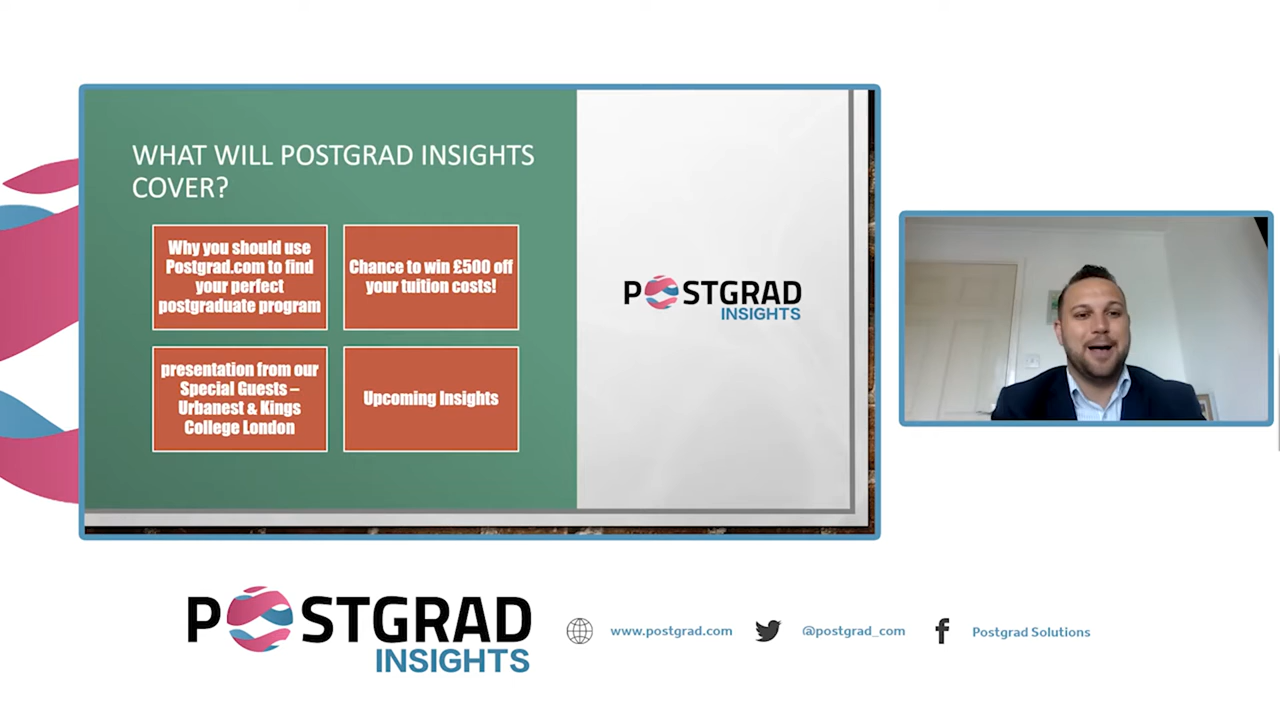 WHAT WILL POSTGRAD INSIGHTS
COVER?
Why you should use
Postgrad.com to find
your perfect
postgraduate program
Chance to win £500 off
your tuition costs!
presentation from our
Special Guests –
Urbanest & Kings
College London
Upcoming Insights
POSTGRAD
INSIGHTS
POSTGRAD
INSIGHTS
www.postgrad.com
@postgrad_com
Postgrad Solutions